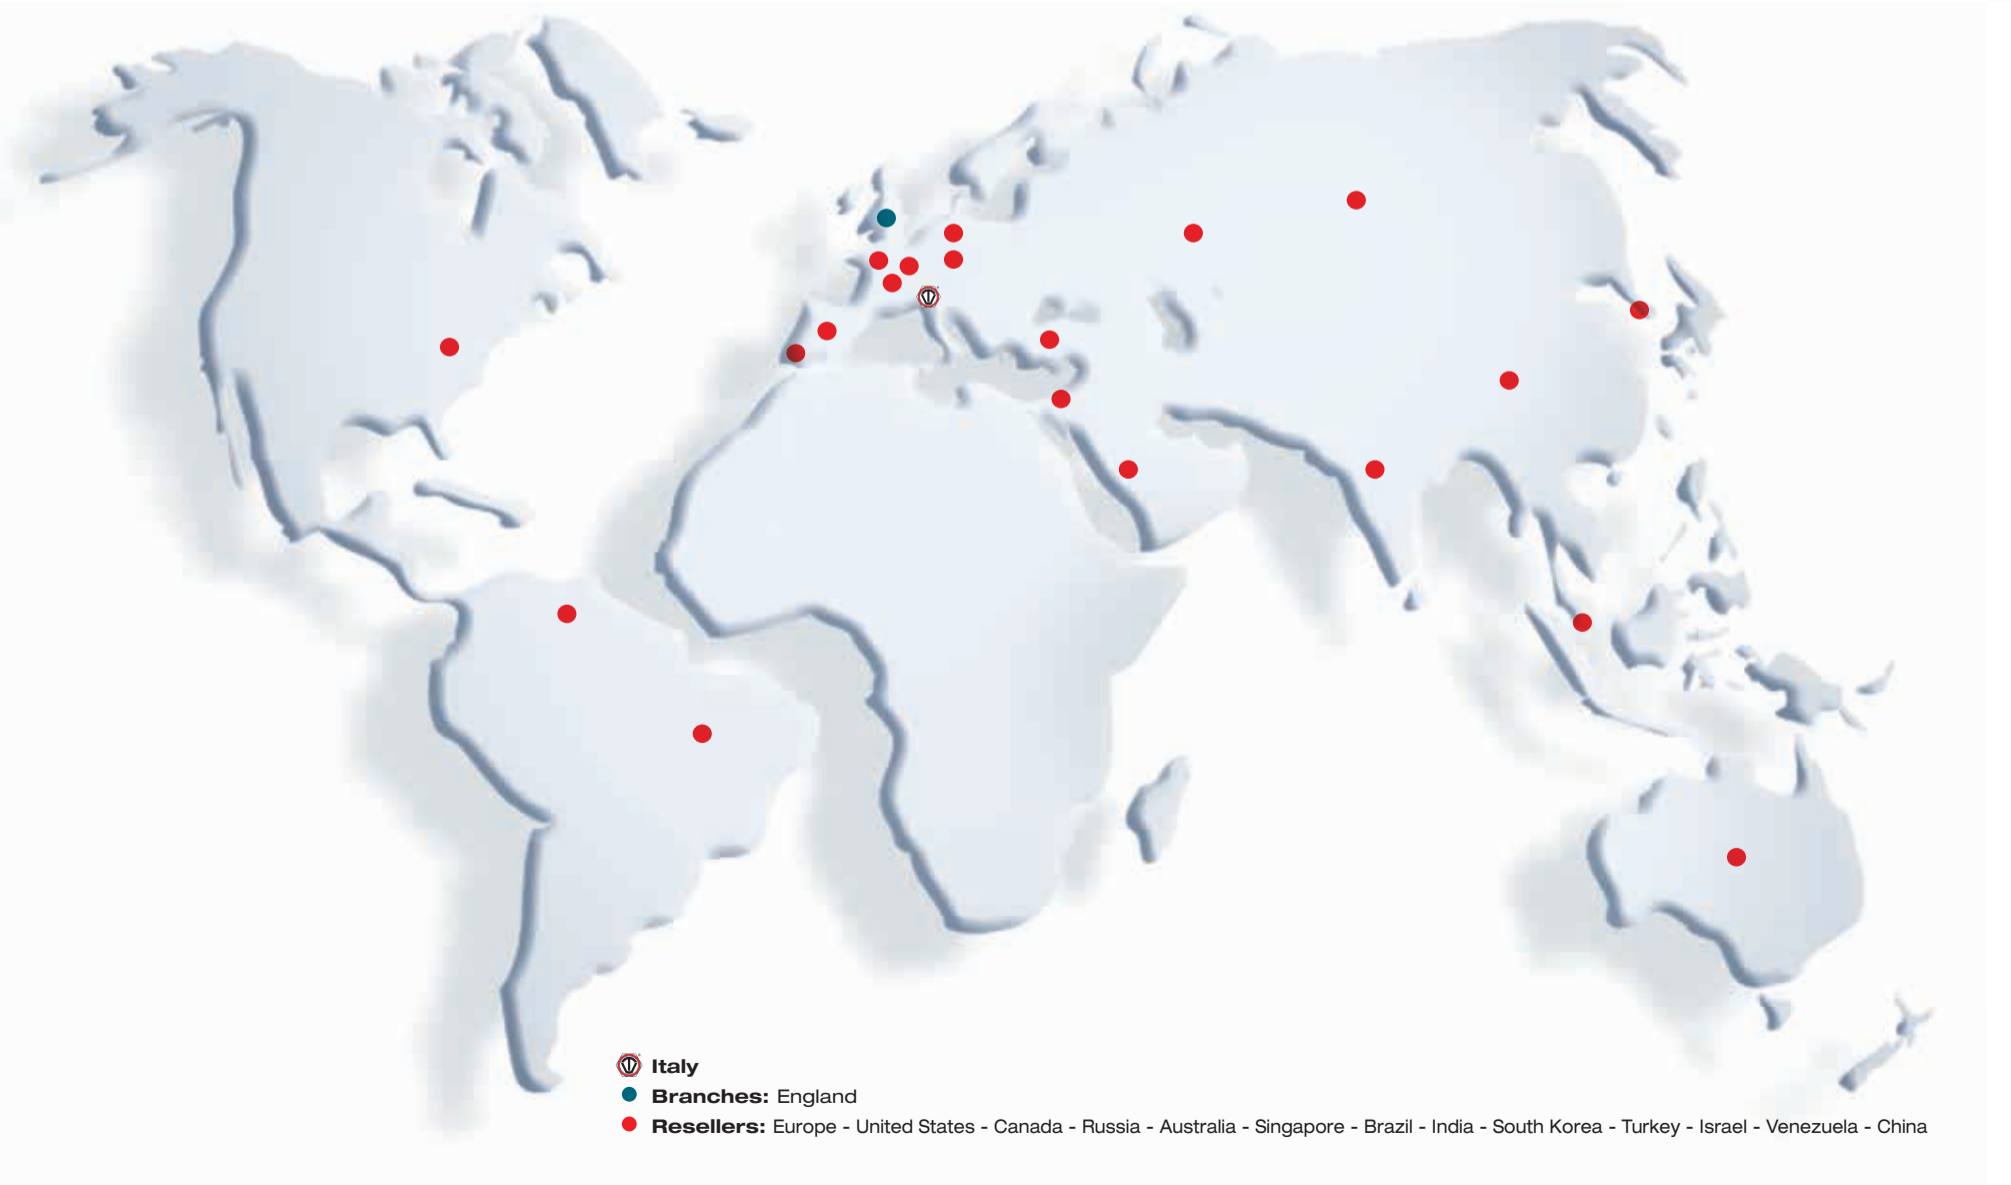 Italy
Branches: England
Resellers: Europe - United States - Canada - Russia - Australia - Singapore - Brazil - India - South Korea - Turkey - Israel - Venezuela - China